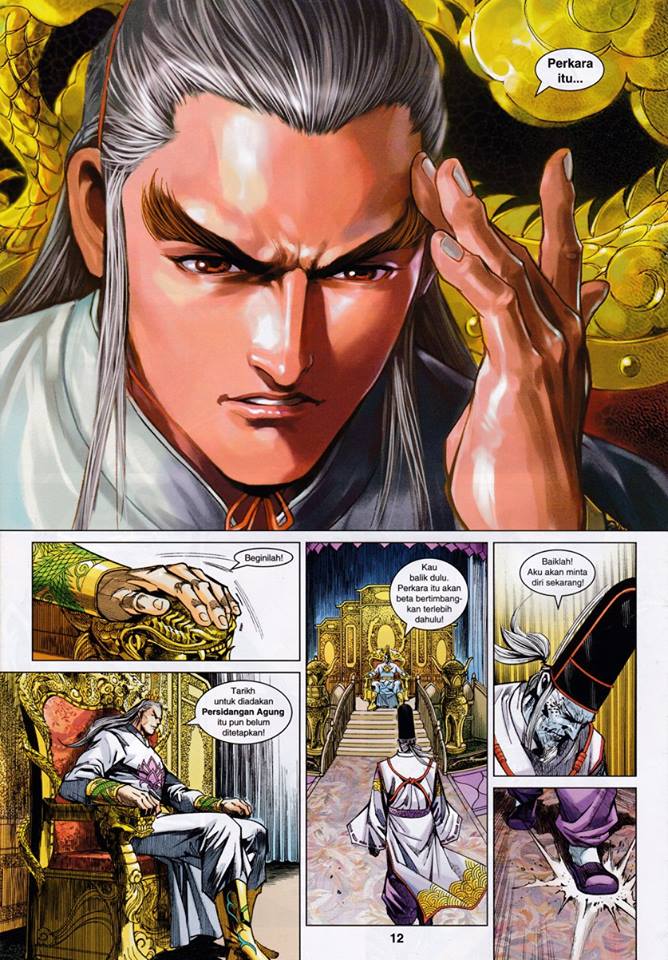 Perkara
itu...
Beginilah!
Tarikh
untuk diadakan
Persidangan Agung
itu pun belum
ditetapkan!
Kau
balik dulu.
Perkara itu akan
beta bertimbang-
kan terlebih
dahulu!
Baiklah!
Aku akan minta
diri sekarang!
12